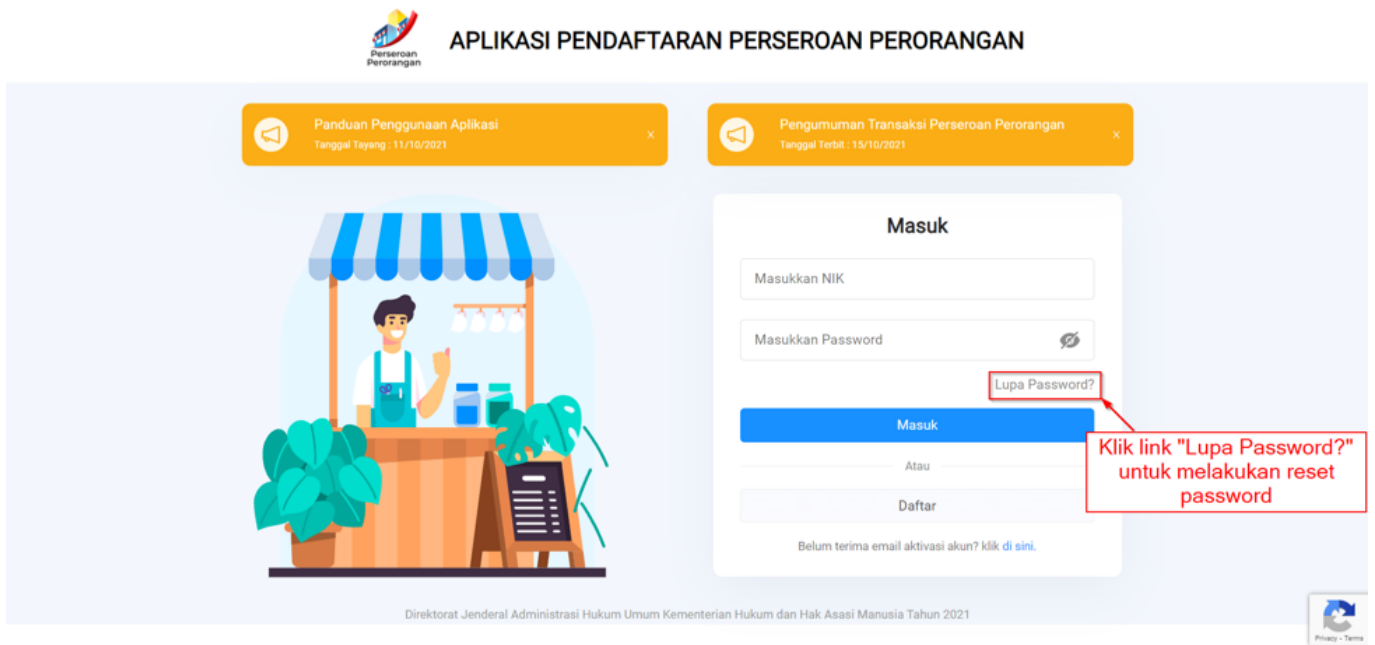 Perseroan
Perorangan
APLIKASI PENDAFTARAN PERSEROAN PERORANGAN
Panduan Penggunaan Aplikasi
Tanggal Tayang : 11/10/2021
x
Pengumuman Transaksi Perseroan Perorangan
Tanggal Terbit : 15/10/2021
x
Masuk
Masukkan NIK
Masukkan Password
Lupa Password?
Masuk
Klik link "Lupa Password?"
untuk melakukan reset
password
Atau
Daftar
Belum terima email aktivasi akun? klik di sini.
Direktorat Jenderal Administrasi Hukum Umum Kementerian Hukum dan Hak Asasi Manusia Tahun 2021
Privacy - Terms